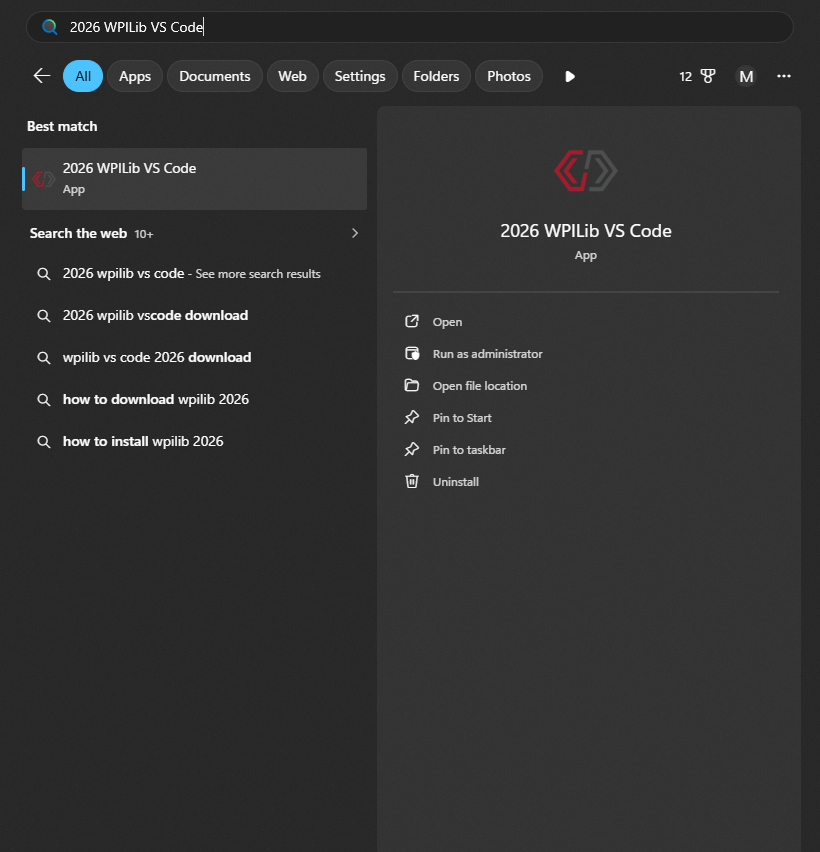 2026 WPILib VS Code
All Apps Documents Web Settings Folders Photos 12 M
Best match
2026 WPILib VS Code
App
Search the web 10+
2026 wpilib vs code - See more search results
2026 wpilib vscode download
wpilib vs code 2026 download
how to download wpilib 2026
how to install wpilib 2026
2026 WPILib VS Code
App
Open
Run as administrator
Open file location
Pin to Start
Pin to taskbar
Uninstall